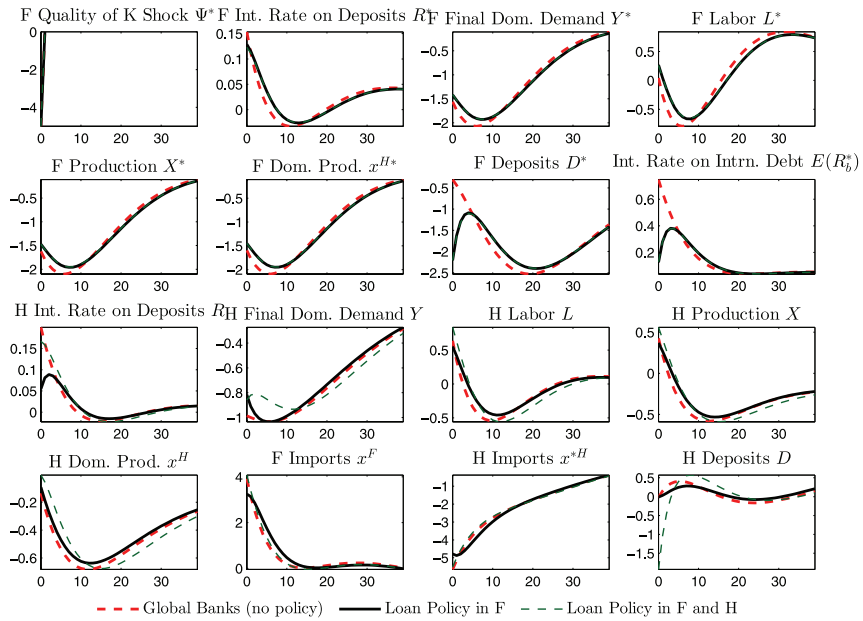 F Quality of K Shock Ψ* F Int. Rate on Deposits R* F Final Dom. Demand Y* F Labor L*
0 −2 −4 0 10 20 30
0.15 0.1 0.05 0 0 10 20 30
−0.5 −1 −1.5 −2 0 10 20 30
0.5 0 −0.5 0 10 20 30
F Production X* F Dom. Prod. x^{H*} F Deposits D* Int. Rate on Intrn. Debt E(R_b^*)
−0.5 −1 −1.5 −2 0 10 20 30
−0.5 −1 −1.5 −2 0 10 20 30
−0.5 −1 −1.5 −2 −2.5 0 10 20 30
0.6 0.4 0.2 0 10 20 30
H Int. Rate on Deposits R H Final Dom. Demand Y H Labor L H Production X
0.15 0.1 0.05 0 0 10 20 30
−0.4 −0.6 −0.8 −1 0 10 20 30
0.5 0 −0.5 0 10 20 30
0.5 0 −0.5 0 10 20 30
H Dom. Prod. x^H F Imports x^F H Imports x^{*H} H Deposits D
−0.2 −0.4 −0.6 0 10 20 30
4 3 2 1 0 0 10 20 30
−1 −2 −3 −4 −5 0 10 20 30
0.5 0 −0.5 −1 −1.5 0 10 20 30
Global Banks (no policy) Loan Policy in F Loan Policy in F and H